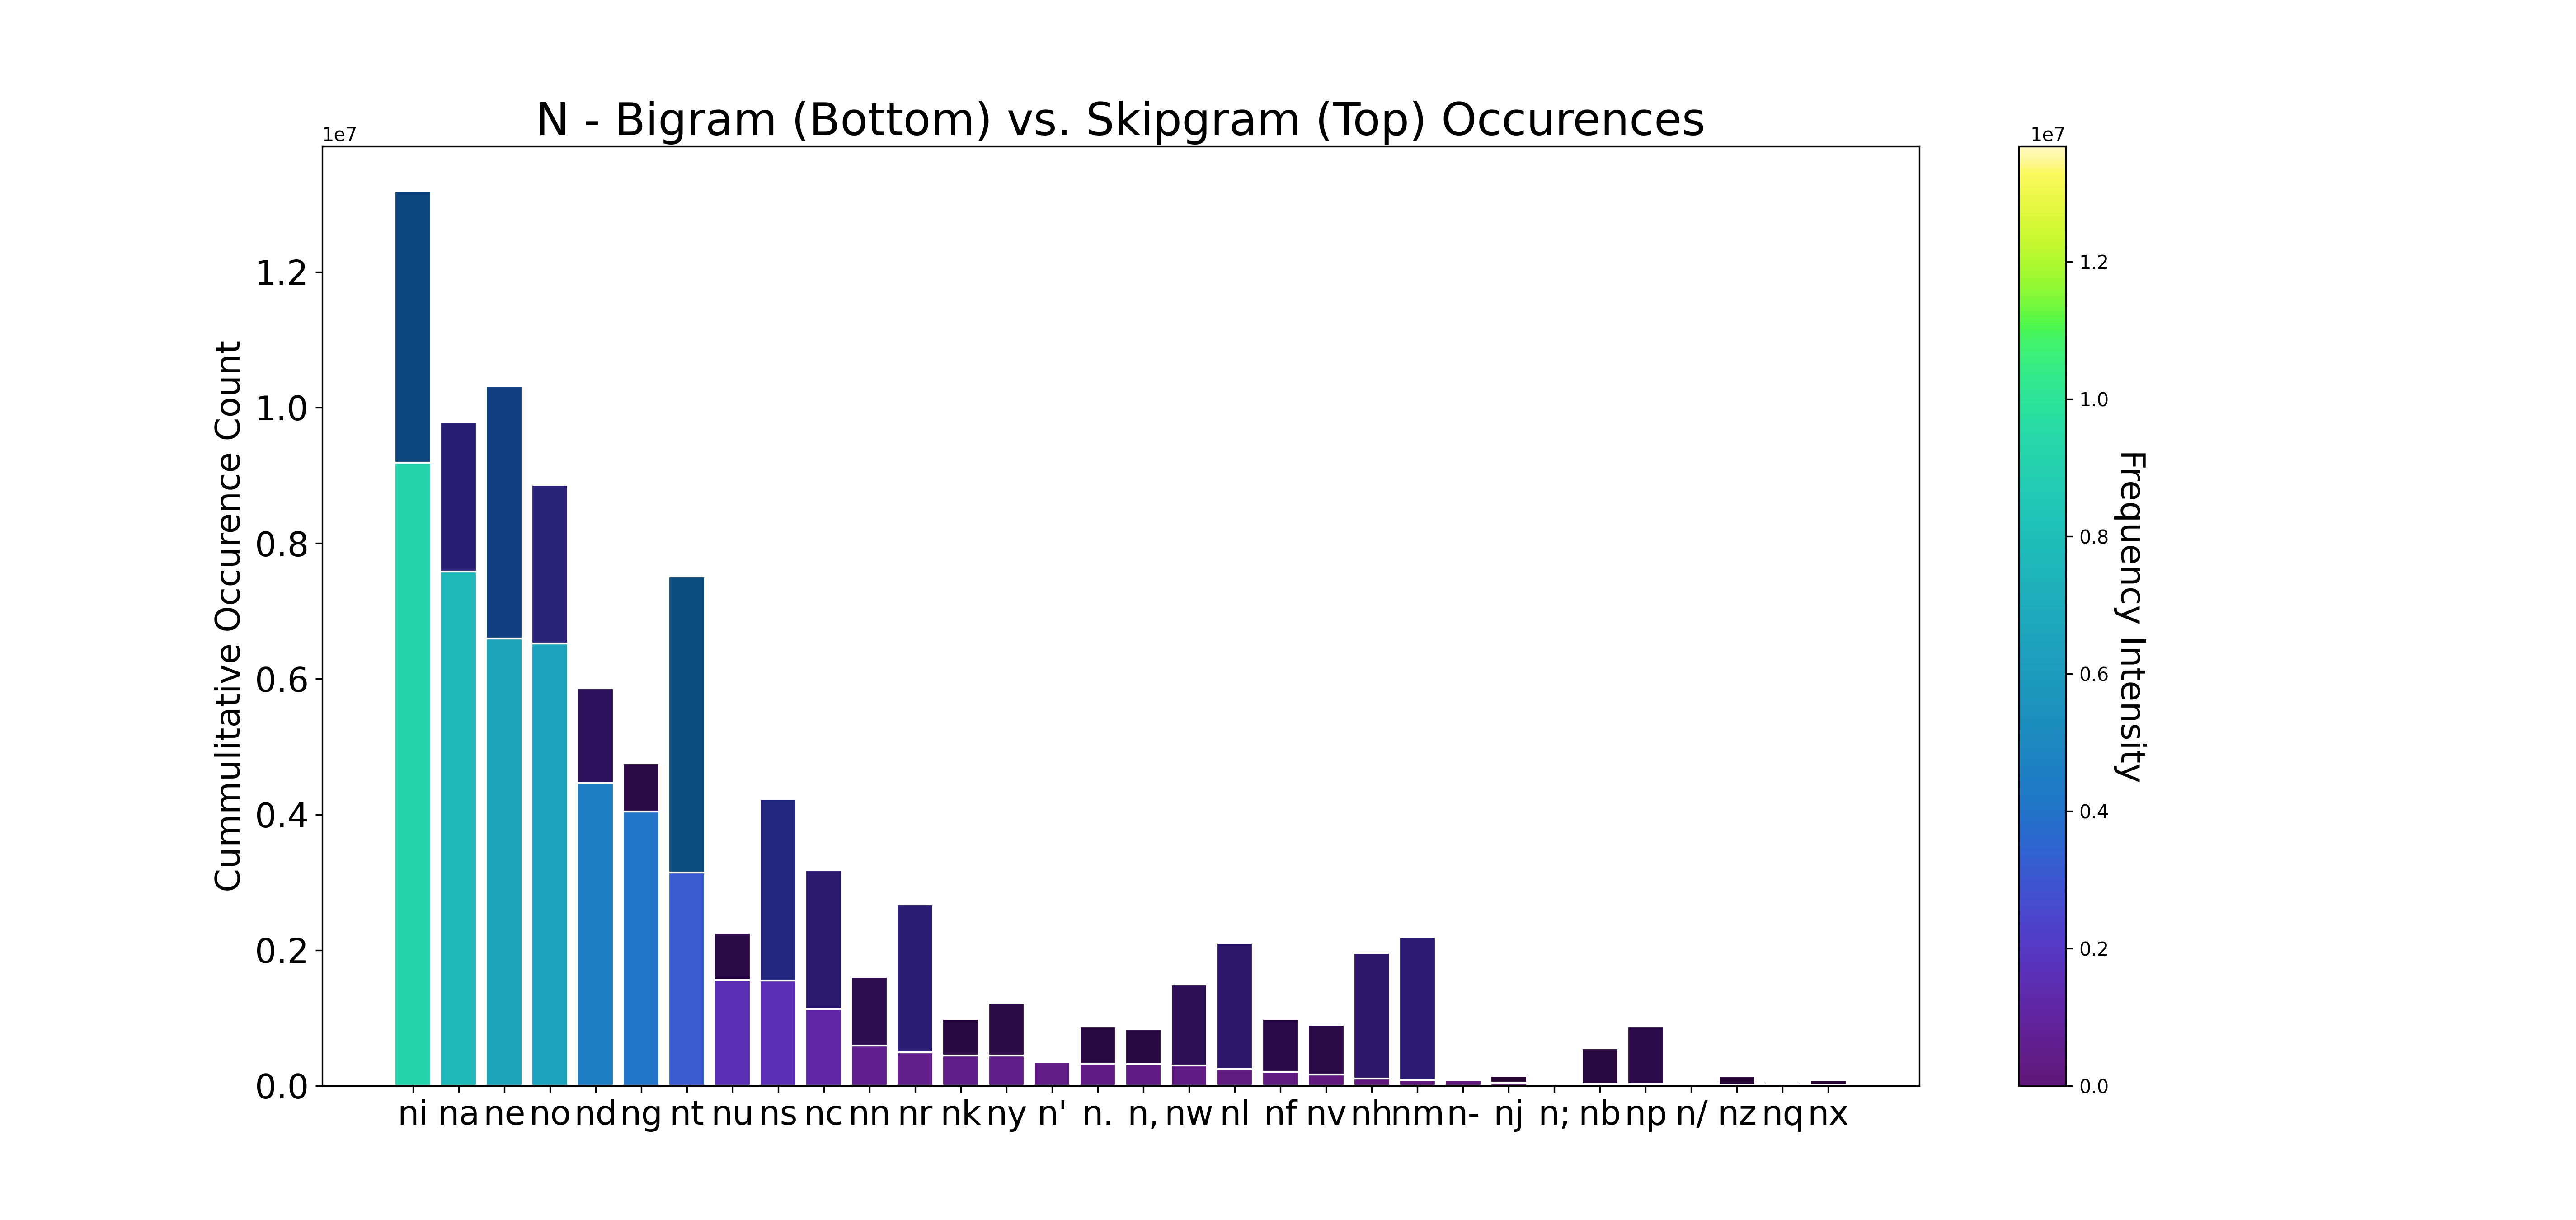 N - Bigram (Bottom) vs. Skipgram (Top) Occurences
1e7
1e7
Cummulitative Occurence Count
1.2
1.0
0.8
0.6
0.4
0.2
0.0
ni na ne no nd ng nt nu ns nc nn nr nk ny n' n. n, nw nl nf nv nh nm n- nj n; nb np n/ nz nq nx
1.2
1.0
0.8
0.6
0.4
0.2
0.0
Frequency Intensity